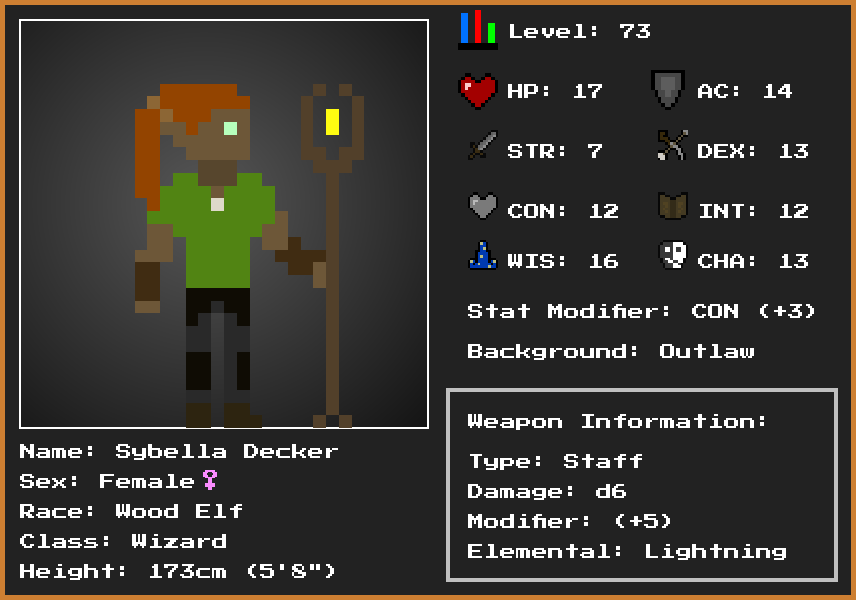 Level: 73
HP: 17
AC: 14
STR: 7
DEX: 13
CON: 12
INT: 12
WIS: 16
CHA: 13
Stat Modifier: CON (+3)
Background: Outlaw
Weapon Information:
Type: Staff
Damage: d6
Modifier: (+5)
Elemental: Lightning
Name: Sybella Decker
Sex: Female♀
Race: Wood Elf
Class: Wizard
Height: 173cm (5'8")